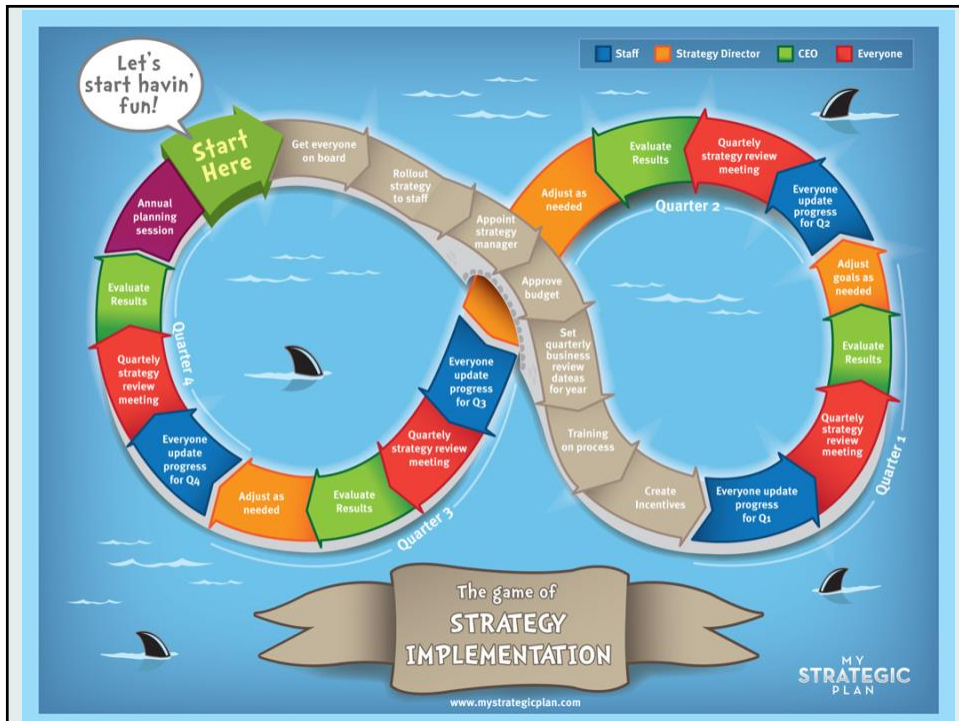 Let's
start havin'
fun!
Staff
Strategy Director
CEO
Everyone
Start
Here
Get everyone
on board
Rollout
strategy
to staff
Appoint
strategy
manager
Approve
budget
Set
quarterly
business
review
dateas
for year
Training
on process
Create
Incentives
Everyone update
progress
for Q1
Quartely
strategy
review
meeting
Evaluate
Results
Adjust
goals as
needed
Quarter 1
Everyone
update
progress
for Q2
Quartely
strategy review
meeting
Evaluate
Results
Adjust as
needed
Quarter 2
Everyone
update
progress
for Q3
Quartely
strategy review
meeting
Evaluate
Results
Adjust as
needed
Quarter 3
Everyone
update
progress
for Q4
Quartely
strategy
review
meeting
Evaluate
Results
Quarter 4
Annual
planning
session
The game of
STRATEGY
IMPLEMENTATION
www.mystrategicplan.com
MY
STRATEGIC
PLAN